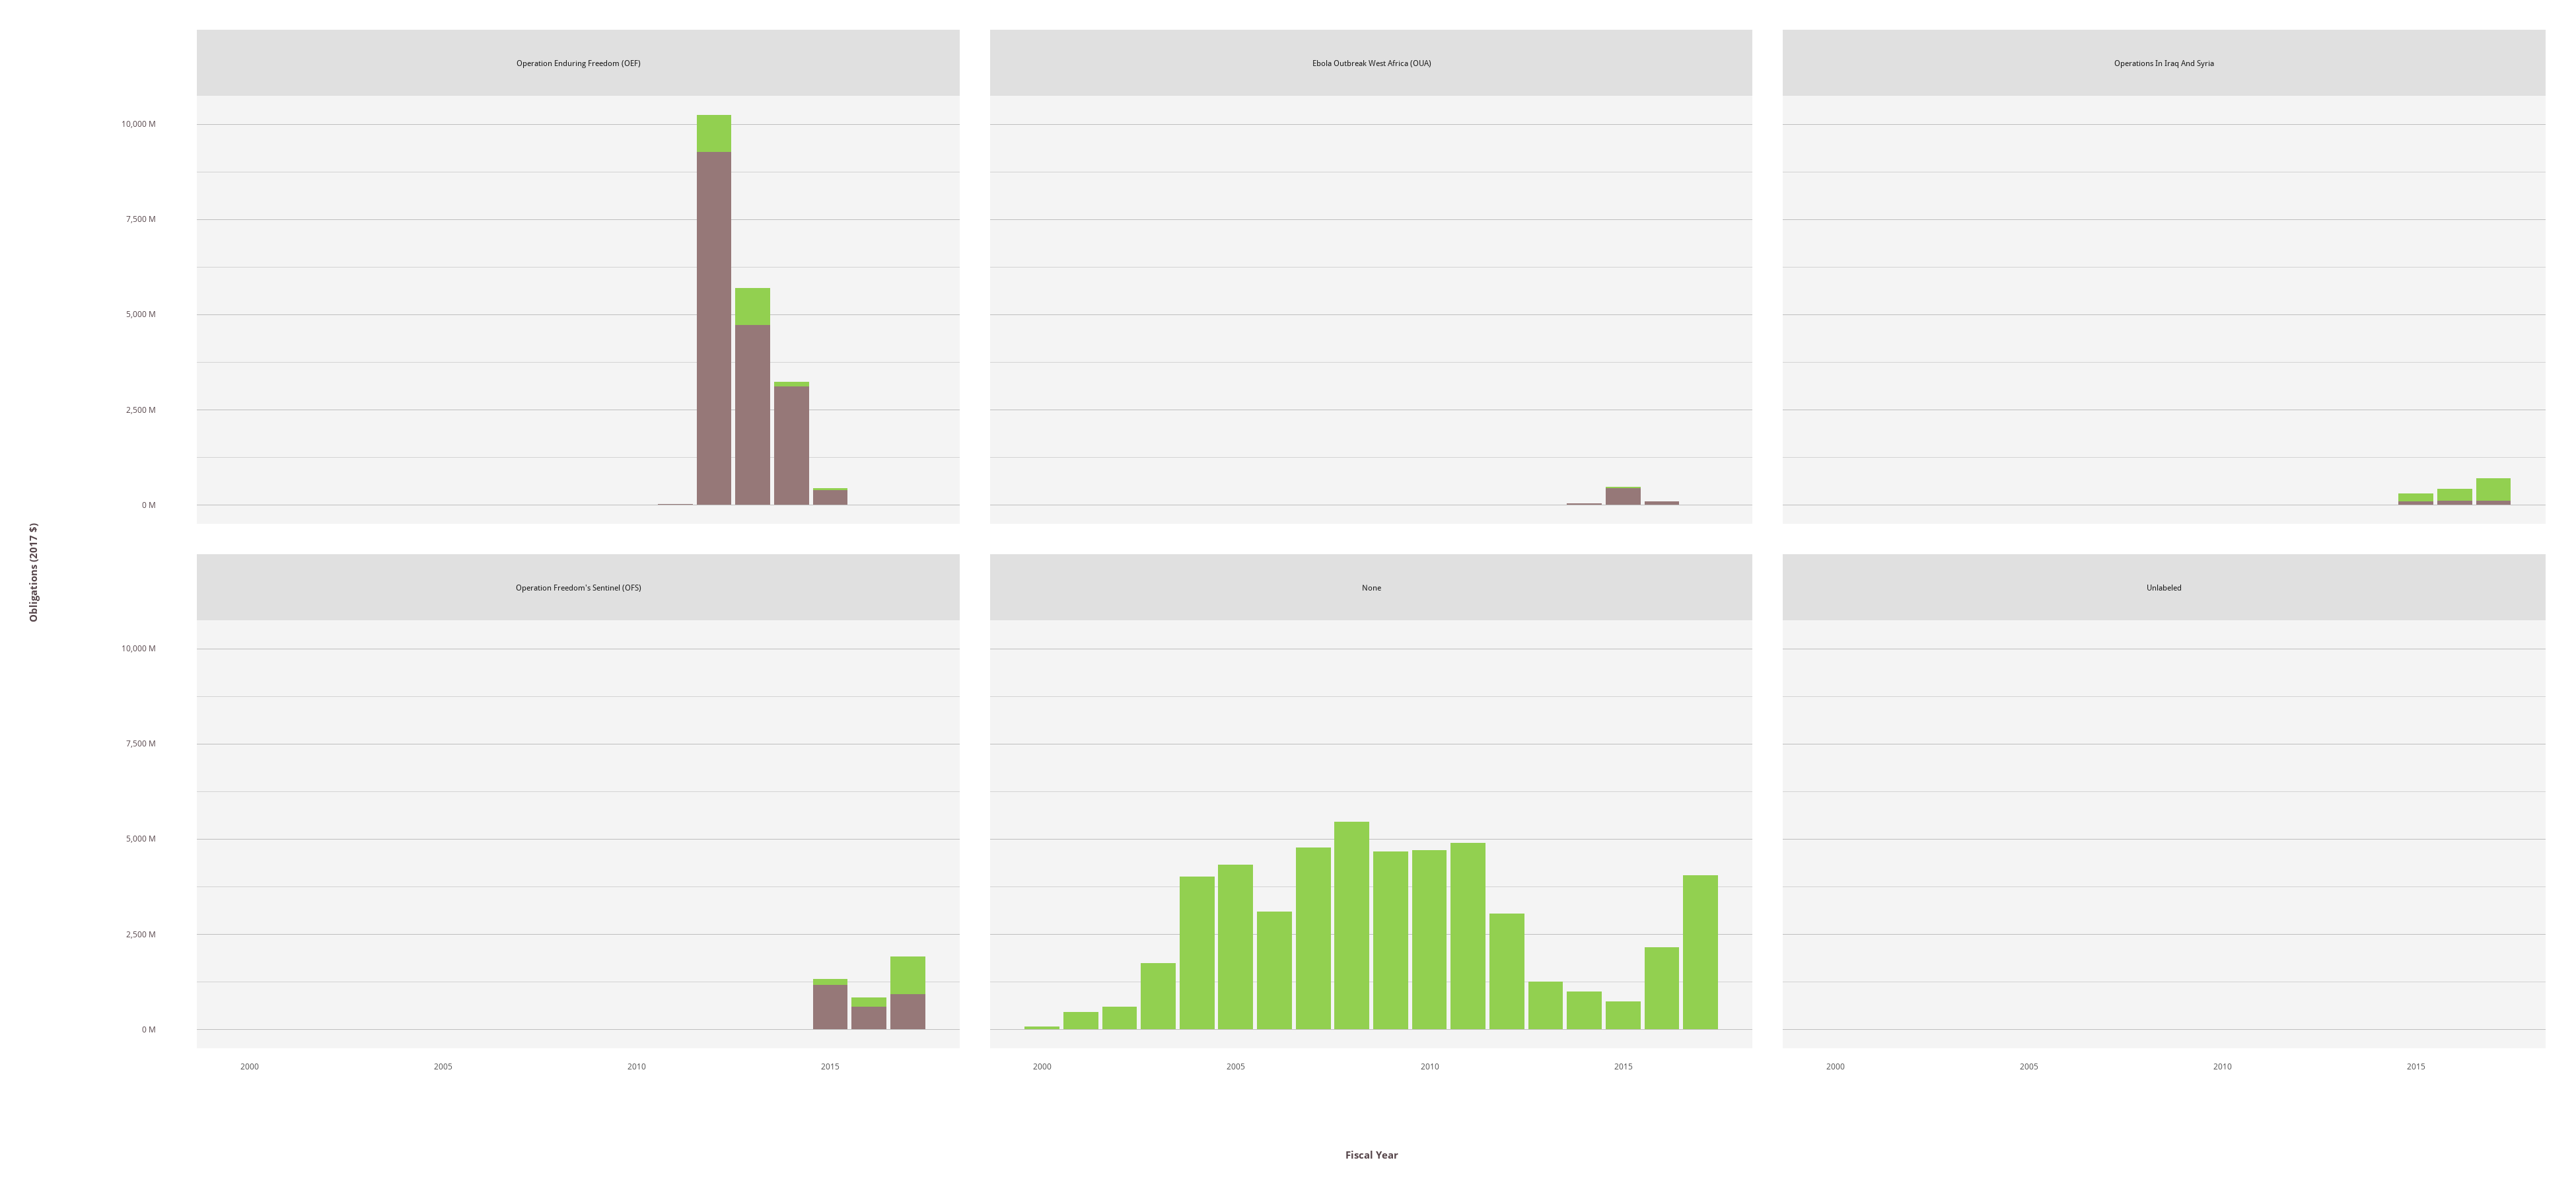 Operation Enduring Freedom (OEF)
Ebola Outbreak West Africa (OUA)
Operations In Iraq And Syria
10,000 M
7,500 M
5,000 M
2,500 M
0 M
Obligations (2017 $)
Operation Freedom's Sentinel (OFS)
None
Unlabeled
10,000 M
7,500 M
5,000 M
2,500 M
0 M
2000 2005 2010 2015
2000 2005 2010 2015
2000 2005 2010 2015
Fiscal Year